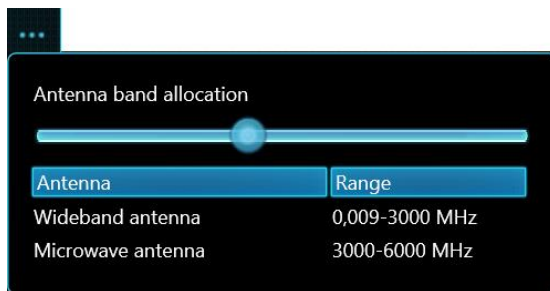 ...
Antenna band allocation
Antenna Range
Wideband antenna 0,009-3000 MHz
Microwave antenna 3000-6000 MHz